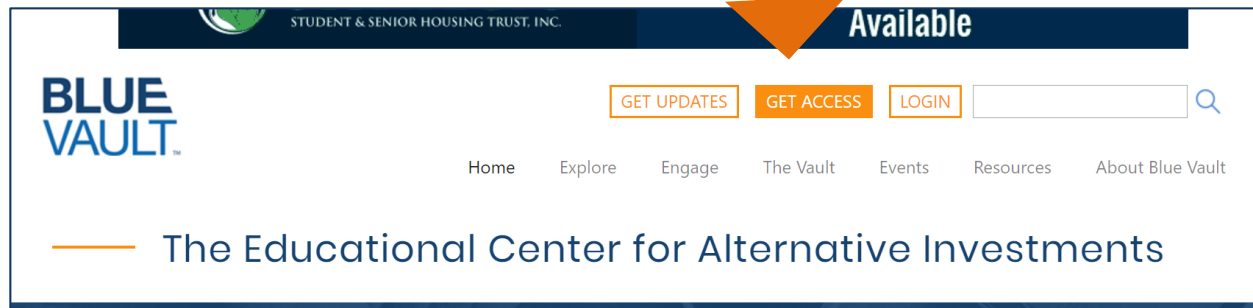 STUDENT & SENIOR HOUSING TRUST, INC.
Available
BLUE
VAULT™
GET UPDATES GET ACCESS LOGIN
Home Explore Engage The Vault Events Resources About Blue Vault
The Educational Center for Alternative Investments